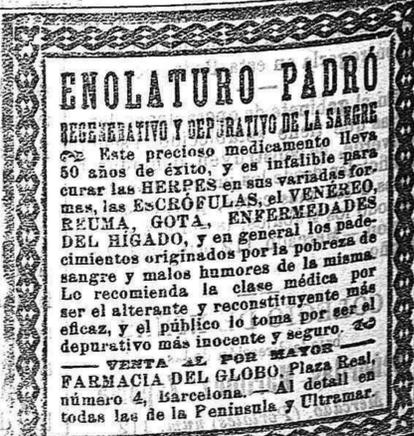 ENOLATURO PADRÓ
REGENERATIVO Y DEPURATIVO DE LA SANGRE
Este precioso medicamento lleva
50 años de éxito, y es infalible para
curar las HERPES en sus variadas for-
mas, las ESCRÓFULAS, el VENÉREO,
REUMA, GOTA, ENFERMEDADES
DEL HÍGADO, y en general los pade-
cimientos originados por la pobreza de
sangre y malos humores de la misma.
Lo recomienda la clase médica por
ser el alterante y reconstituyente más
eficaz, y el público lo toma por ser el
depurativo más inocente y seguro.
— VENTA AL POR MAYOR —
FARMACIA DEL GLOBO, Plaza Real,
número 4, Barcelona. — Al detall en
todas las de la Península y Ultramar.